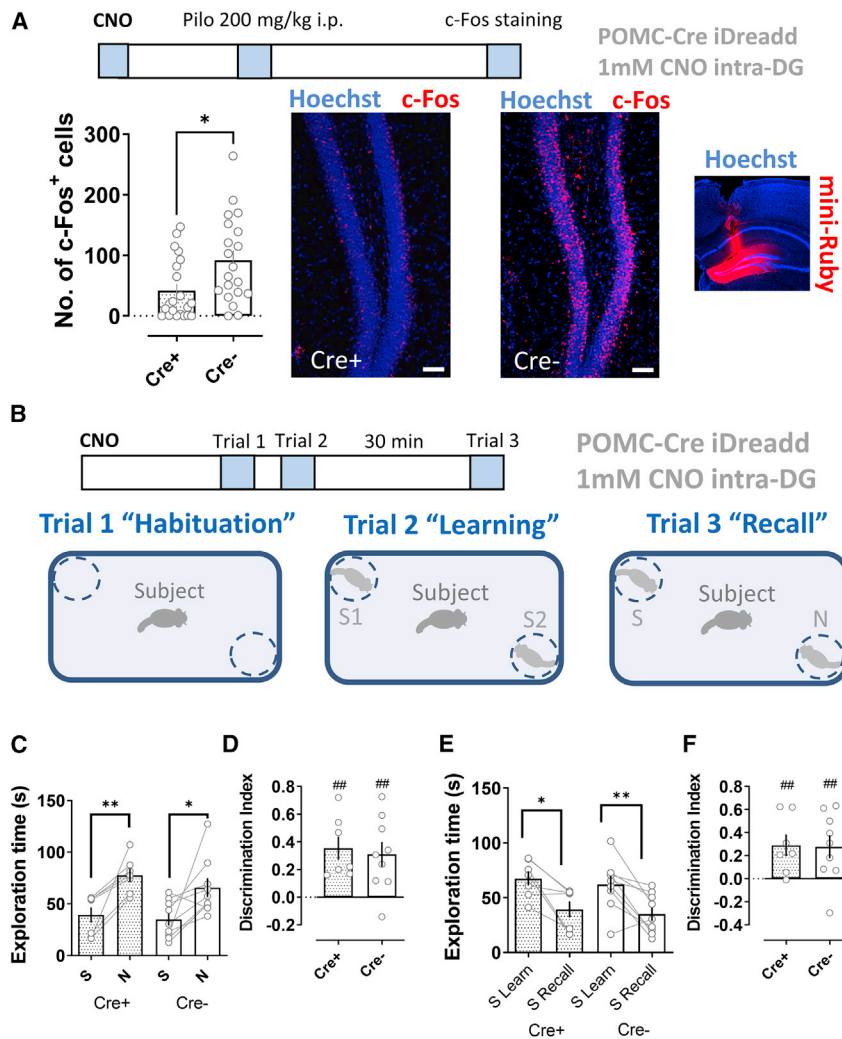 A
CNO
Pilo 200 mg/kg i.p.
c-Fos staining
POMC-Cre iDreadd
1mM CNO intra-DG
No. of c-Fos+ cells
300
200
100
0
*
Cre+
Cre-
Hoechst c-Fos
Cre+
Hoechst c-Fos
Cre-
Hoechst
mini-Ruby
B
CNO
Trial 1
Trial 2
30 min
Trial 3
POMC-Cre iDreadd
1mM CNO intra-DG
Trial 1 “Habituation”
Trial 2 “Learning”
Trial 3 “Recall”
Subject
Subject
S1
S2
Subject
S
N
C
Exploration time (s)
150
100
50
0
**
*
S
N
S
N
Cre+
Cre-
D
Discrimination Index
0.8
0.6
0.4
0.2
0.0
-0.2
##
##
Cre+
Cre-
E
Exploration time (s)
150
100
50
0
*
**
S Learn
S Recall
S Learn
S Recall
Cre+
Cre-
F
Discrimination Index
0.8
0.6
0.4
0.2
0.0
-0.2
-0.4
##
##
Cre+
Cre-